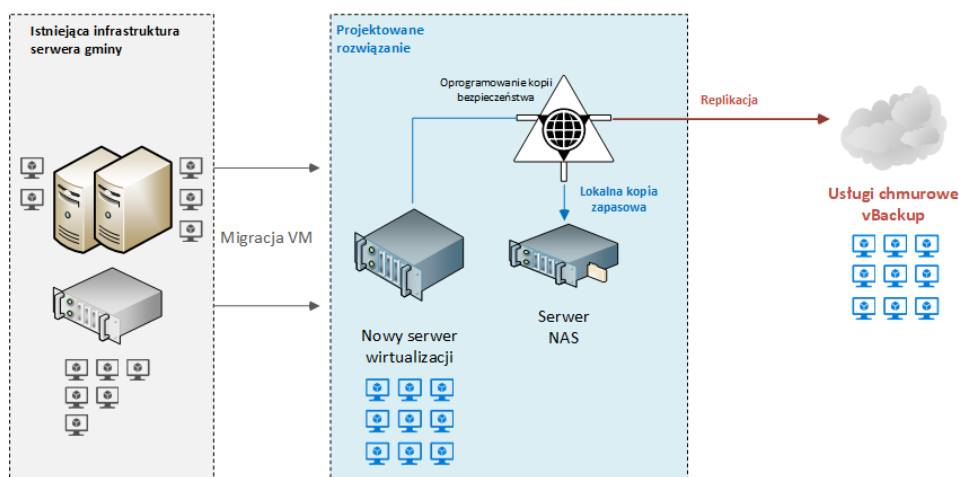 Istniejąca infrastruktura
serwera gminy
Projektowane
rozwiązanie
Oprogramowanie kopii
bezpieczeństwa
Replikacja
Lokalna kopia
zapasowa
Usługi chmurowe
vBackup
Migracja VM
Nowy serwer
wirtualizacji
Serwer
NAS